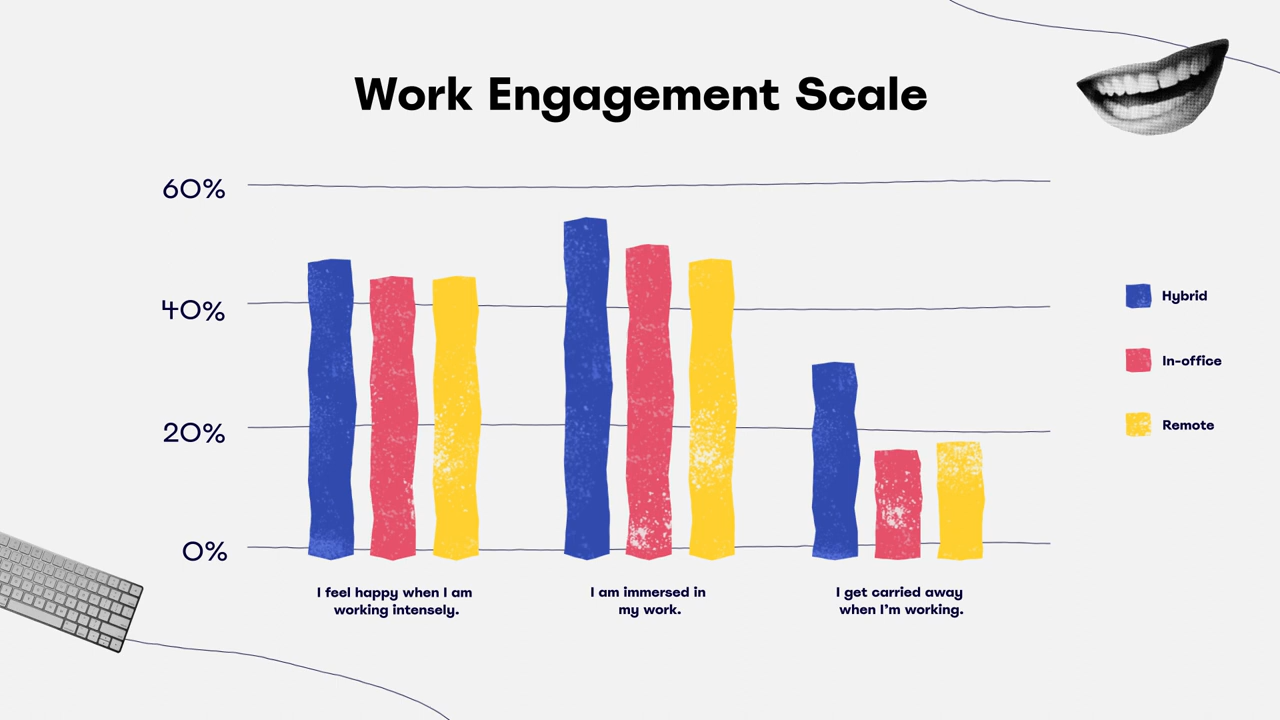 Work Engagement Scale
60%
40%
20%
0%
I feel happy when I am
working intensely.
I am immersed in
my work.
I get carried away
when I'm working.
Hybrid
In-office
Remote